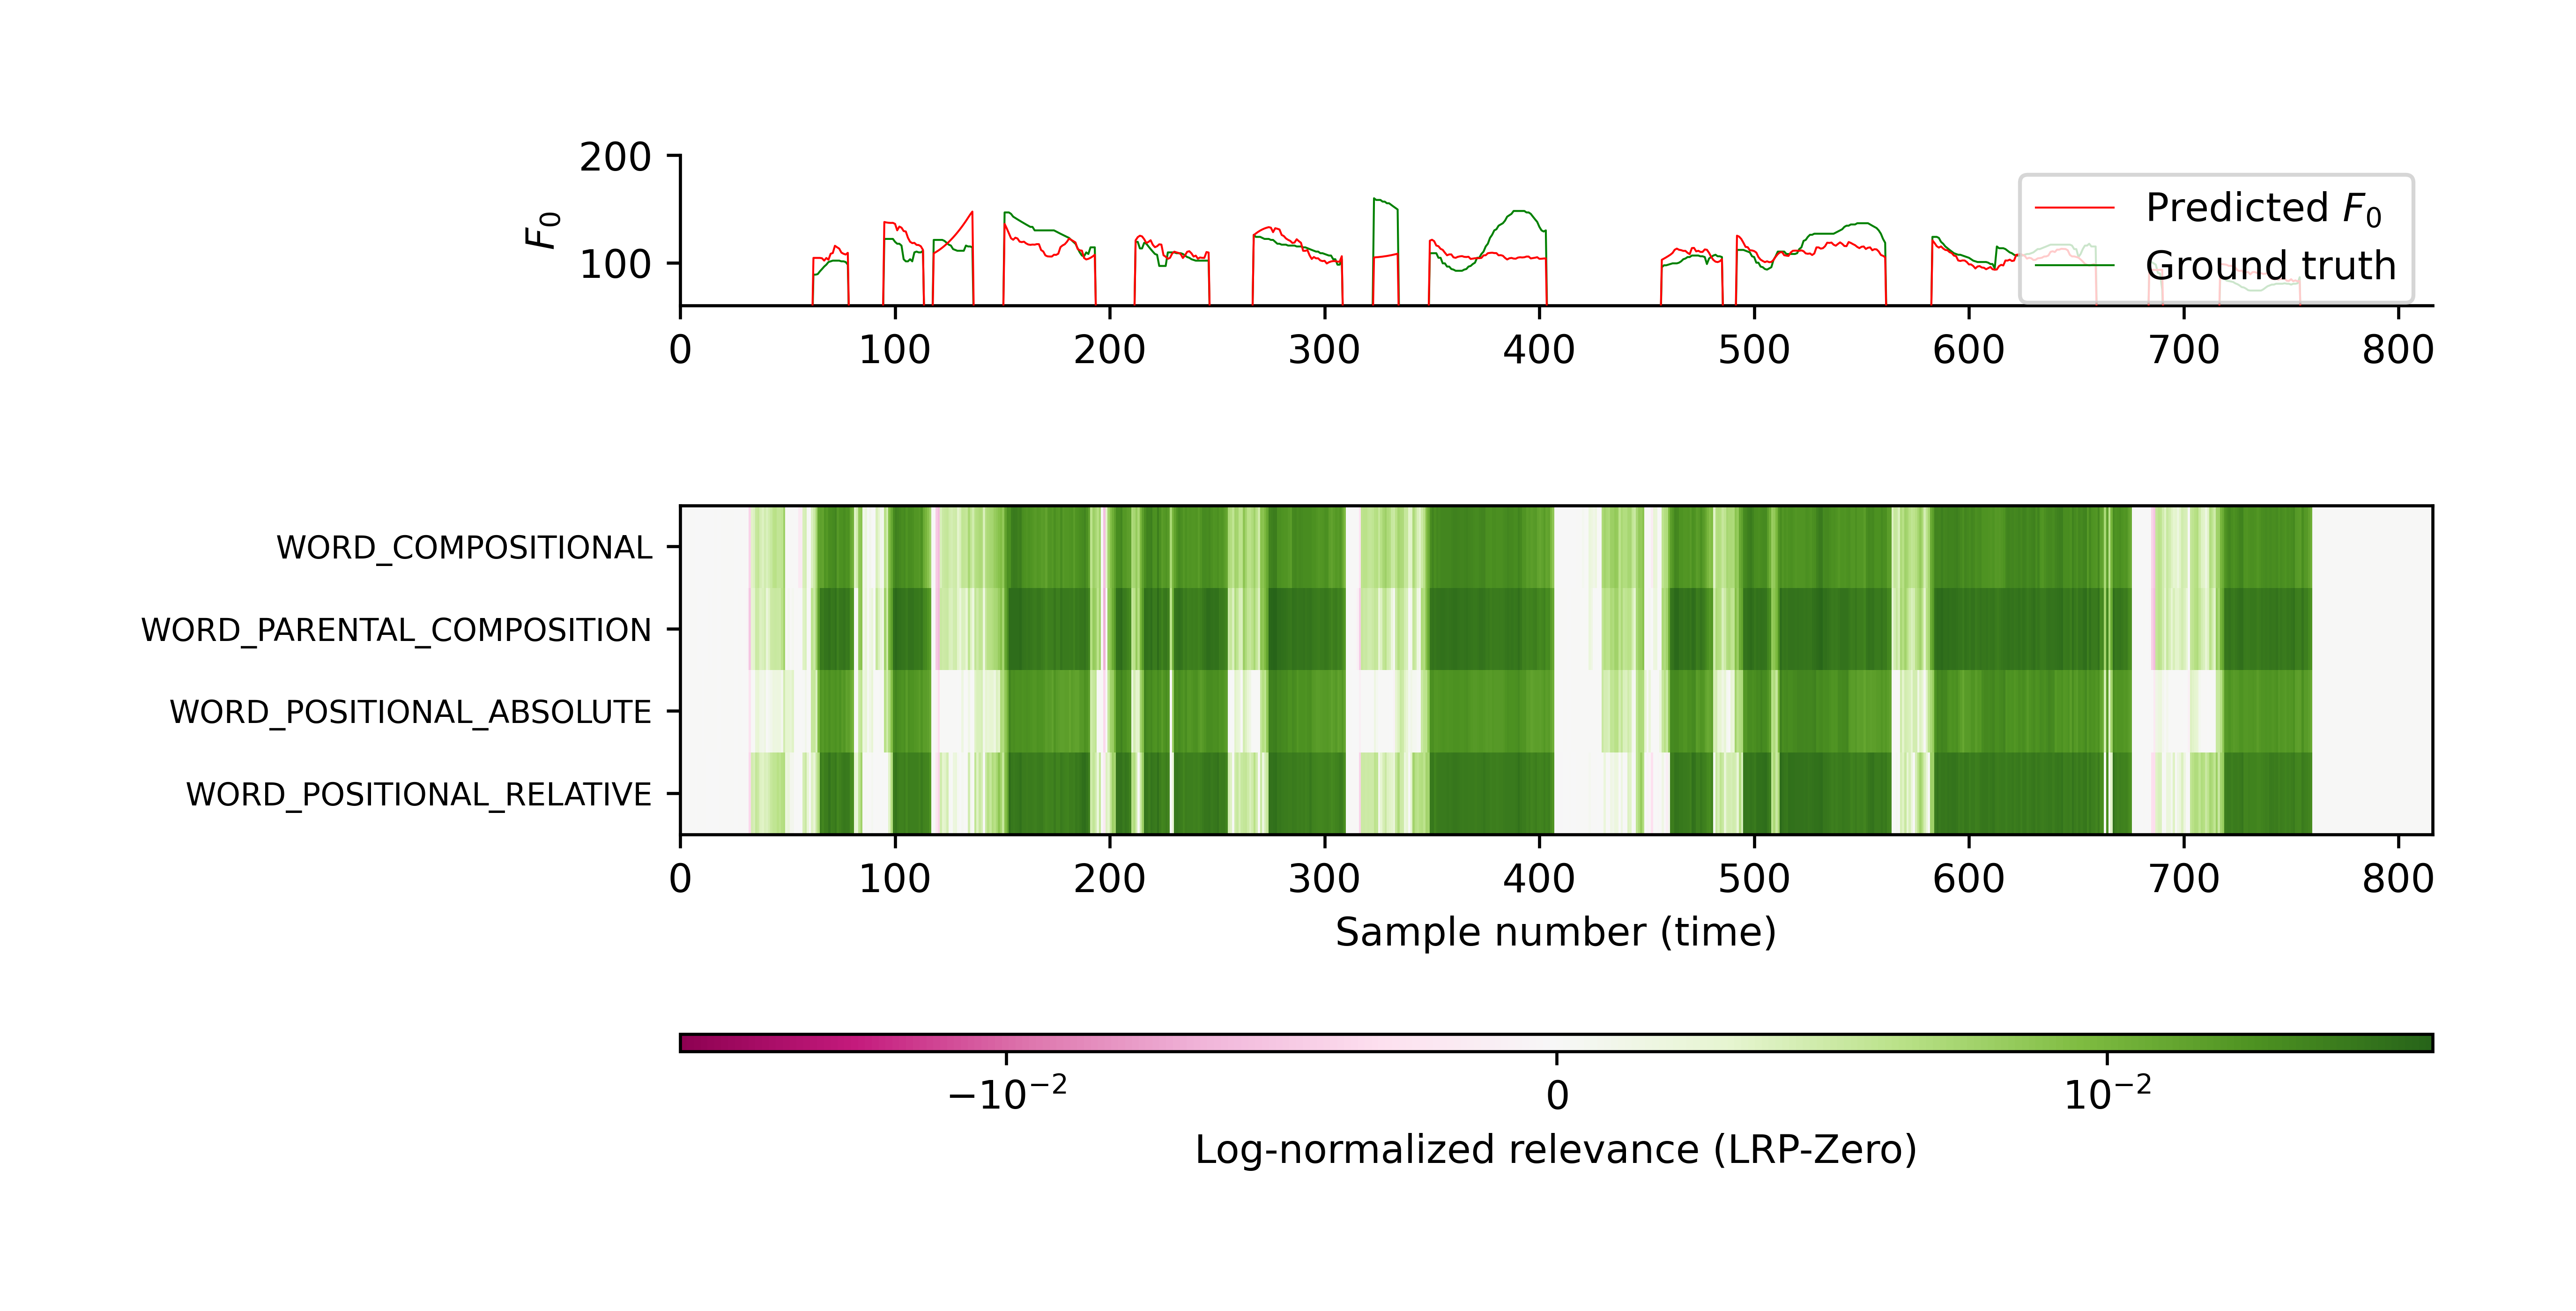 200
100
F₀
Predicted F₀
Ground truth
0 100 200 300 400 500 600 700 800
WORD_COMPOSITIONAL
WORD_PARENTAL_COMPOSITION
WORD_POSITIONAL_ABSOLUTE
WORD_POSITIONAL_RELATIVE
0 100 200 300 400 500 600 700 800
Sample number (time)
−10⁻² 0 10⁻²
Log-normalized relevance (LRP-Zero)